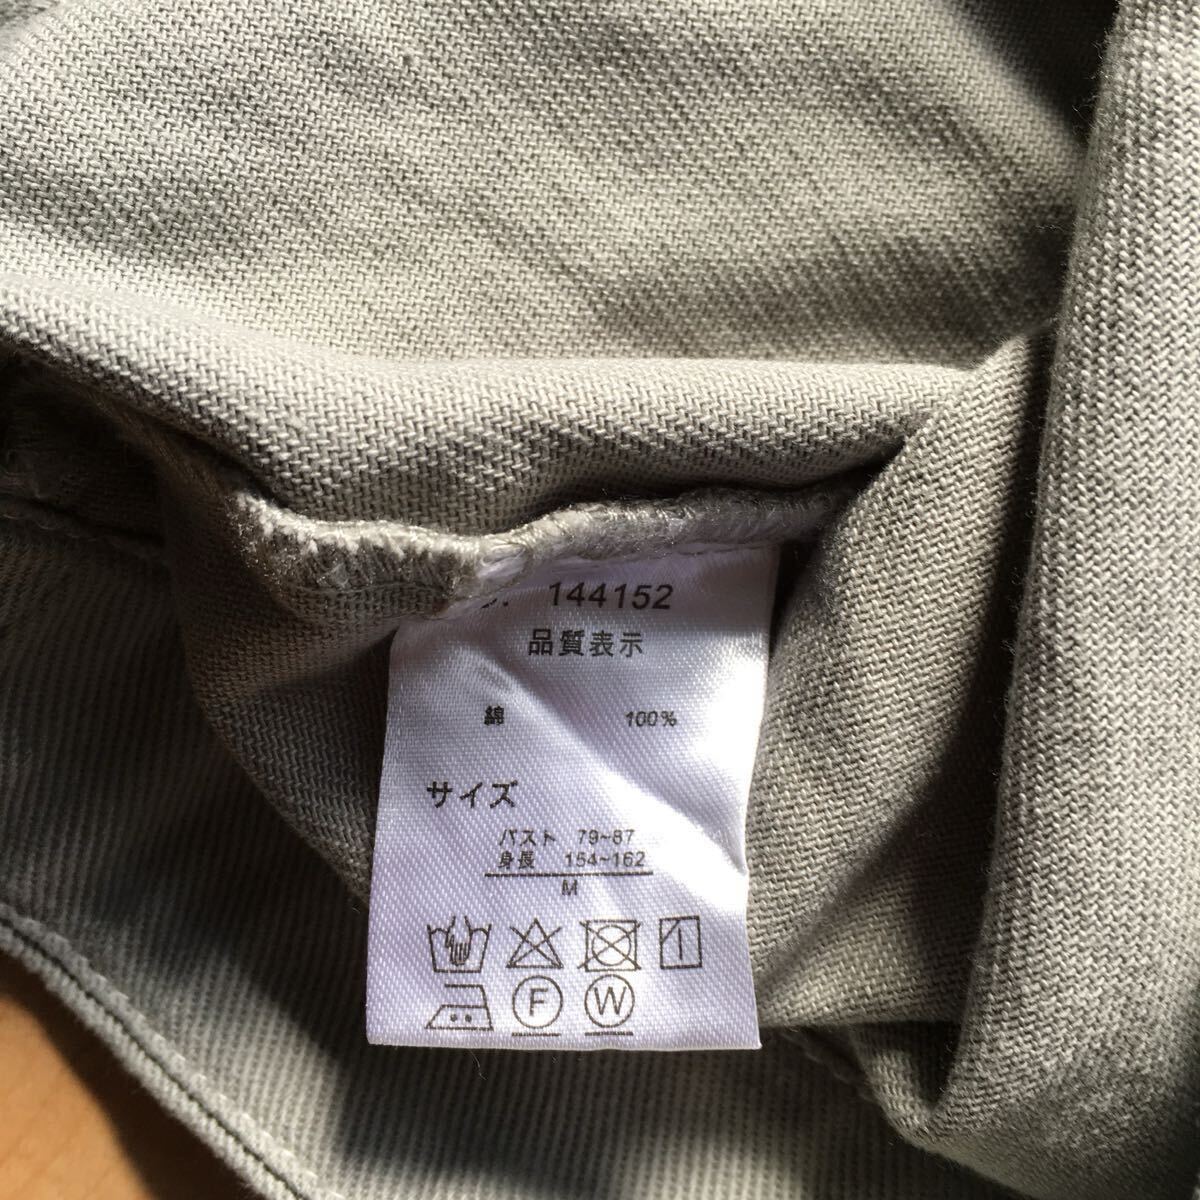 144152
品質表示
綿 100%
サイズ
バスト 79~87
身長 154~162
M
F W